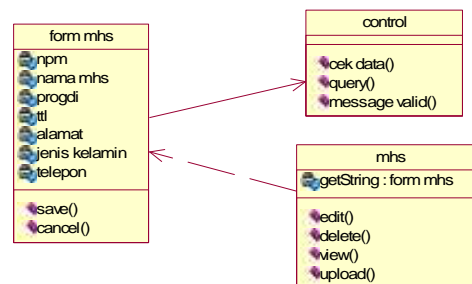 form mhs
npm
nama mhs
progdi
ttl
alamat
jenis kelamin
telepon
save()
cancel()
control
cek data()
query()
message valid()
mhs
getString : form mhs
edit()
delete()
view()
upload()